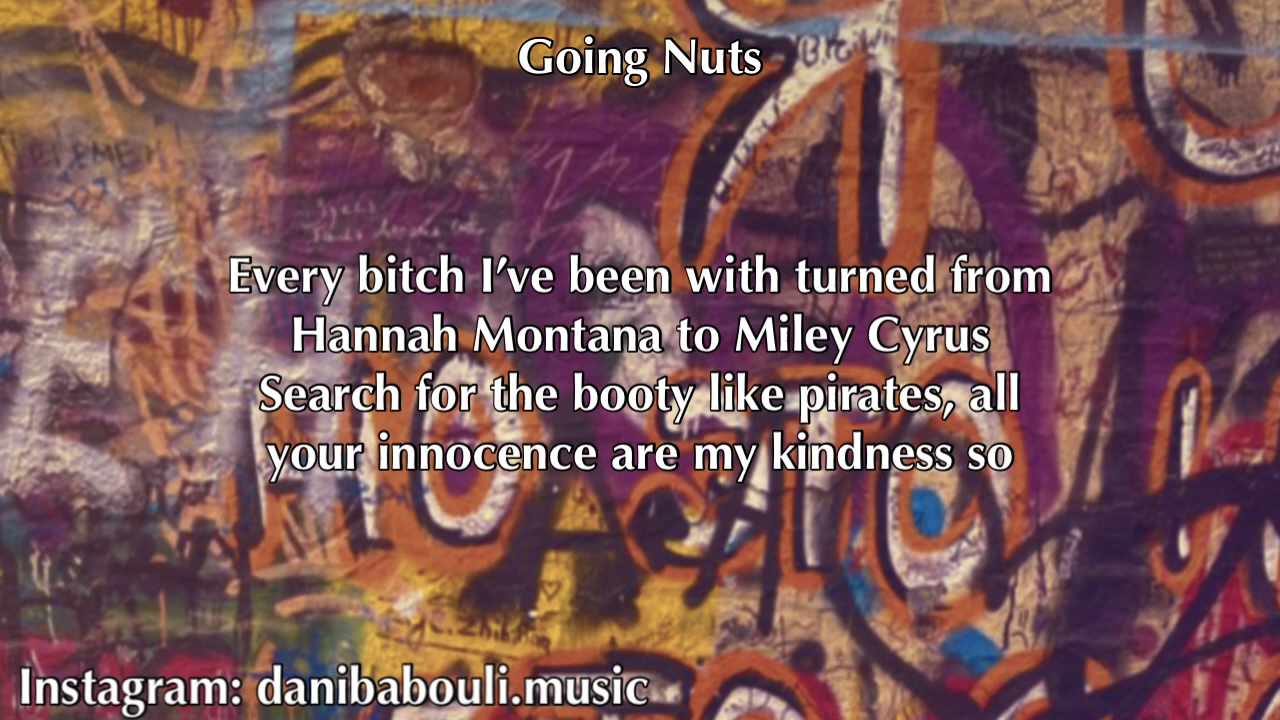 Going Nuts
Every bitch I’ve been with turned from
Hannah Montana to Miley Cyrus
Search for the booty like pirates, all
your innocence are my kindness so
Instagram: danibabouli.music